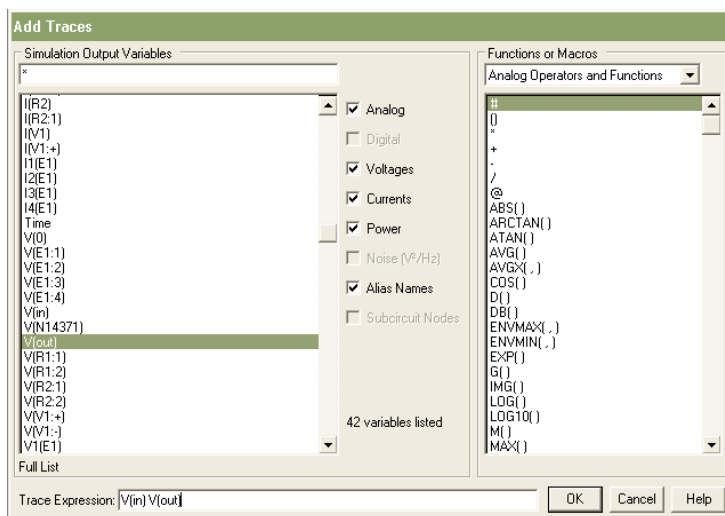 Add Traces
Simulation Output Variables
*
I(R2)
I(R2:1)
I(V1)
I(V1:+)
I1(E1)
I2(E1)
I3(E1)
I4(E1)
Time
V(0)
V(E1:1)
V(E1:2)
V(E1:3)
V(E1:4)
V(in)
V(N14371)
V(out)
V(R1:1)
V(R1:2)
V(R2:1)
V(R2:2)
V(V1:+)
V(V1:-)
V1(E1)
Full List
Analog
Digital
Voltages
Currents
Power
Noise (V²/Hz)
Alias Names
Subcircuit Nodes
42 variables listed
Functions or Macros
Analog Operators and Functions
#
()
*
+
-
/
@
ABS( )
ARCTAN( )
ATAN( )
AVG( )
AVGX( , )
COS( )
D( )
DB( )
ENVMAX( , )
ENVMIN( , )
EXP( )
G( )
IMG( )
LOG( )
LOG10( )
M( )
MAX( )
Trace Expression: V(in) V(out)
OK Cancel Help